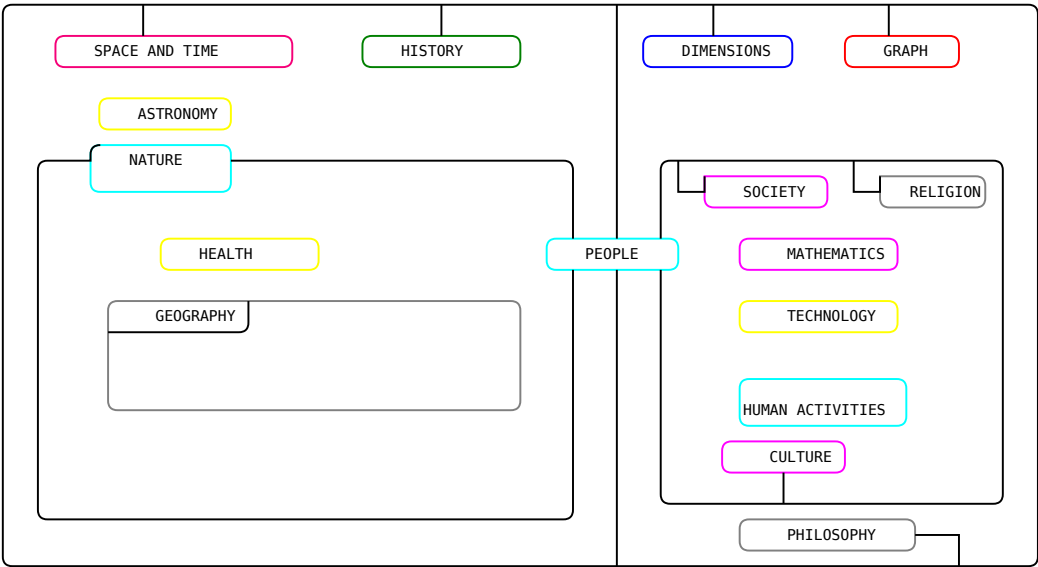 SPACE AND TIME
HISTORY
DIMENSIONS
GRAPH
ASTRONOMY
NATURE
SOCIETY
RELIGION
HEALTH
PEOPLE
MATHEMATICS
GEOGRAPHY
TECHNOLOGY
HUMAN ACTIVITIES
CULTURE
PHILOSOPHY